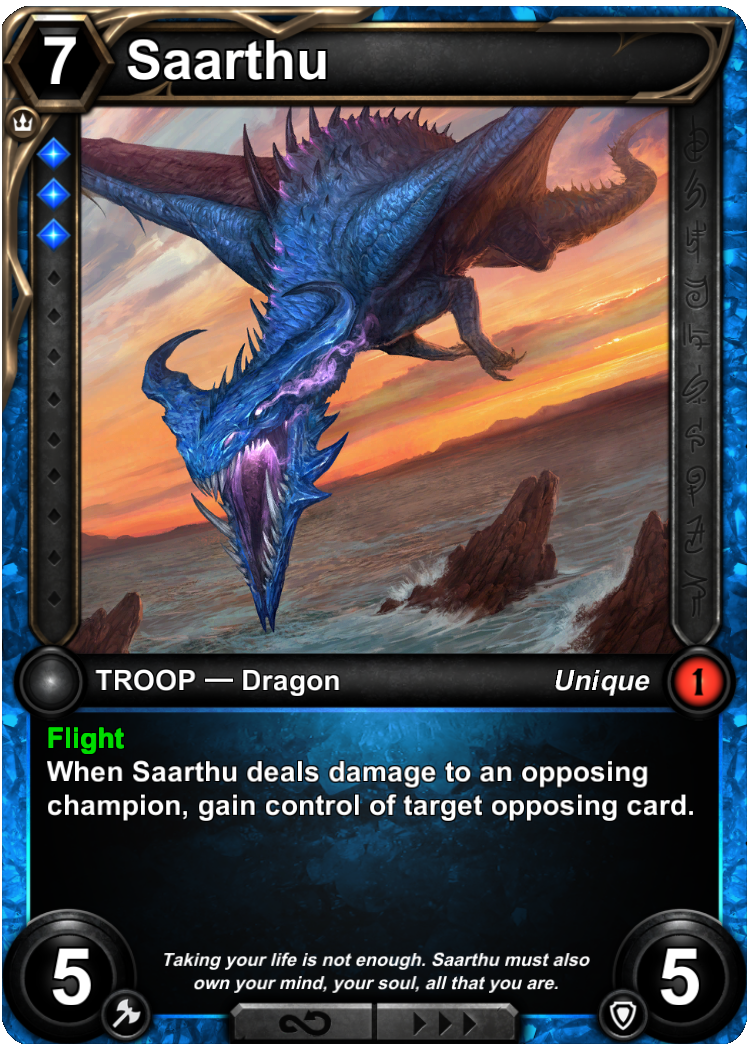 7 Saarthu
TROOP — Dragon Unique 1
Flight
When Saarthu deals damage to an opposing
champion, gain control of target opposing card.
Taking your life is not enough. Saarthu must also
own your mind, your soul, all that you are.
5 5